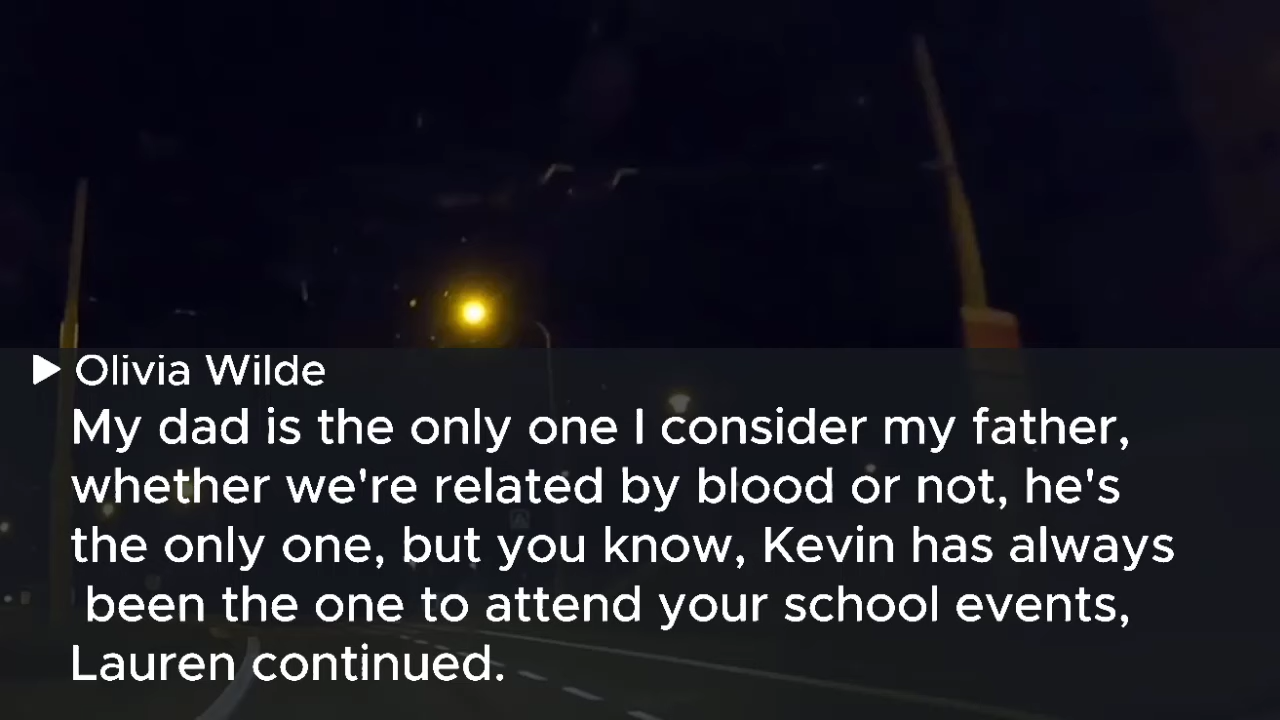 Olivia Wilde
My dad is the only one I consider my father,
whether we're related by blood or not, he's
the only one, but you know, Kevin has always
been the one to attend your school events,
Lauren continued.